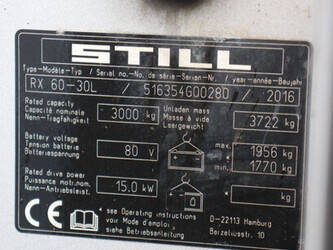 STILL
Type-Modèle-Typ / Serial no.-No. de série-Serien-Nr. / year-année-Baujahr
RX 60-30L / 516354G00280 / 2016
Rated capacity
Capacité nominale
Nenn-Tragfähigkeit
3000 kg
Unladen mass
Masse à vide
Leergewicht
3722 kg
Battery voltage
Tension batterie
Batteriespannung
80 V
max. 1956 kg
min. 1770 kg
Rated drive power
Puissance motr. nom.
Nenn-Antriebsleist.
15.0 kW
kg
CE
* see Operating instructions
voir Mode d'emploi,
siehe Betriebsanleitung
D-22113 Hamburg
Berzeliusstr. 10